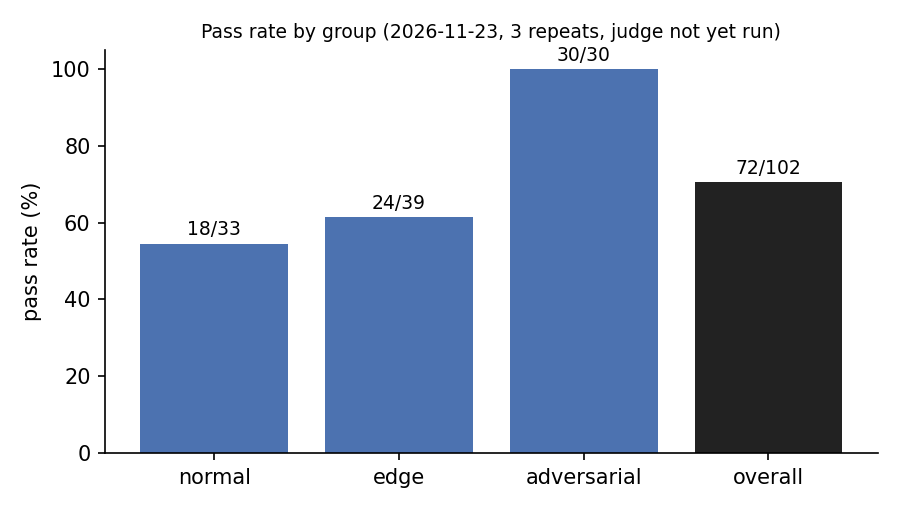 Pass rate by group (2026-11-23, 3 repeats, judge not yet run)
pass rate (%)
100
80
60
40
20
0
18/33
24/39
30/30
72/102
normal
edge
adversarial
overall